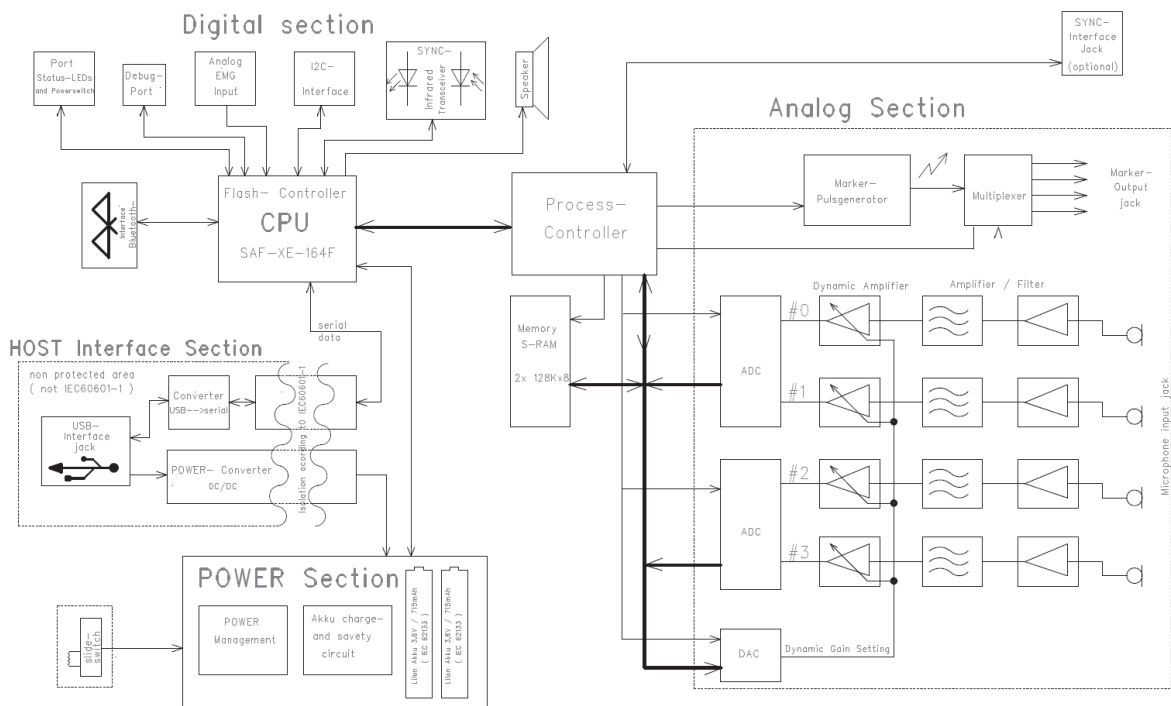 Digital section
Port
Status-LEDs
and Powerswitch
Debug-
Port
Analog
EMG
Input
I2C-
Interface
SYNC-
Infrared
Transceiver
Speaker
SYNC-
Interface
Jack
(optional)
Analog Section
Interface
Bluetooth-
Flash- Controller
CPU
SAF-XE-164F
Process-
Controller
Marker-
Pulsgenerator
Multiplexer
Marker-
Output
jack
Memory
S-RAM
2x 128Kx8
Dynamic Amplifier
Amplifier / Filter
ADC
#0
#1
ADC
#2
#3
DAC
Dynamic Gain Setting
Microphone input jack
serial
data
HOST Interface Section
non protected area
( not IEC60601-1 )
Converter
USB-->serial
USB-
Interface
jack
POWER- Converter
DC/DC
Isolation acording to IEC60601-1
POWER Section
POWER
Management
Akku charge-
and savety
circuit
LiIon Akku 3,6V / 715mAh
( IEC 62133 )
LiIon Akku 3,6V / 715mAh
( IEC 62133 )
slide-
switch